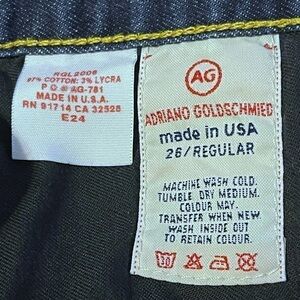 RGL2006
97% COTTON: 3% LYCRA
P O # AG-781
MADE IN U.S.A.
RN 91714 CA 32525
E24
AG
ADRIANO GOLDSCHMIED
made in USA
26/REGULAR
MACHINE WASH COLD.
TUMBLE DRY MEDIUM.
COLOUR MAY.
TRANSFER WHEN NEW
WASH INSIDE OUT
TO RETAIN COLOUR.
30